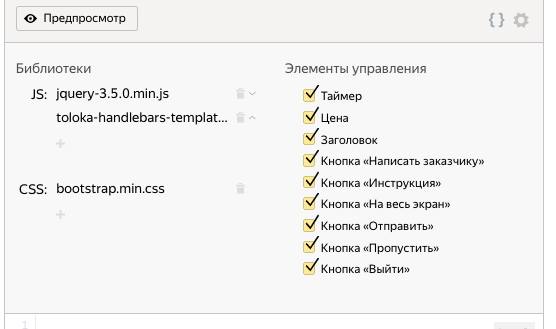 Предпросмотр
{ }
Библиотеки
JS: jquery-3.5.0.min.js
toloka-handlebars-templat...
+
CSS: bootstrap.min.css
+
Элементы управления
Таймер
Цена
Заголовок
Кнопка «Написать заказчику»
Кнопка «Инструкция»
Кнопка «На весь экран»
Кнопка «Отправить»
Кнопка «Пропустить»
Кнопка «Выйти»
1